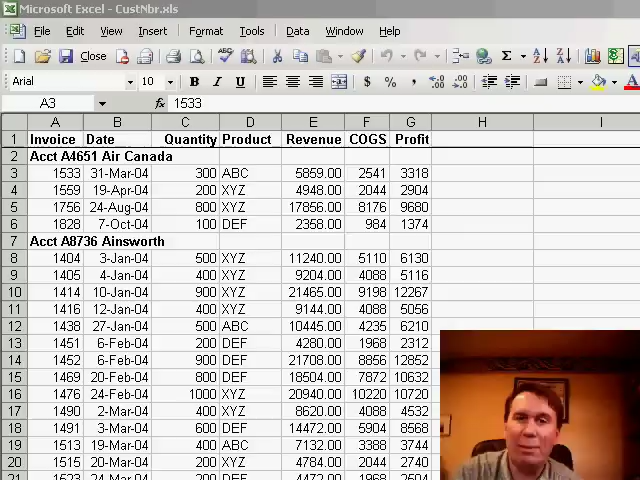 Microsoft Excel - CustNbr.xls
File Edit View Insert Format Tools Data Window Help
Close
Arial 10 B I U $ % ,
A3 fx 1533
A B C D E F G H I
1 Invoice Date Quantity Product Revenue COGS Profit
2 Acct A4651 Air Canada
3 1533 31-Mar-04 300 ABC 5859.00 2541 3318
4 1559 19-Apr-04 200 XYZ 4948.00 2044 2904
5 1756 24-Aug-04 800 XYZ 17856.00 8176 9680
6 1828 7-Oct-04 100 DEF 2358.00 984 1374
7 Acct A8736 Ainsworth
8 1404 3-Jan-04 500 XYZ 11240.00 5110 6130
9 1405 4-Jan-04 400 XYZ 9204.00 4088 5116
10 1414 10-Jan-04 900 XYZ 21465.00 9198 12267
11 1416 12-Jan-04 400 XYZ 9144.00 4088 5056
12 1438 27-Jan-04 500 ABC 10445.00 4235 6210
13 1451 6-Feb-04 200 DEF 4280.00 1968 2312
14 1452 6-Feb-04 900 DEF 21708.00 8856 12852
15 1469 20-Feb-04 800 DEF 18504.00 7872 10632
16 1476 24-Feb-04 1000 XYZ 20940.00 10220 10720
17 1490 2-Mar-04 400 XYZ 8620.00 4088 4532
18 1491 3-Mar-04 600 DEF 14472.00 5904 8568
19 1513 19-Mar-04 400 ABC 7132.00 3388 3744
20 1515 20-Mar-04 200 XYZ 4784.00 2044 2740
21 1523 24-Mar-04 200 DEF 4472.00 1968 2504